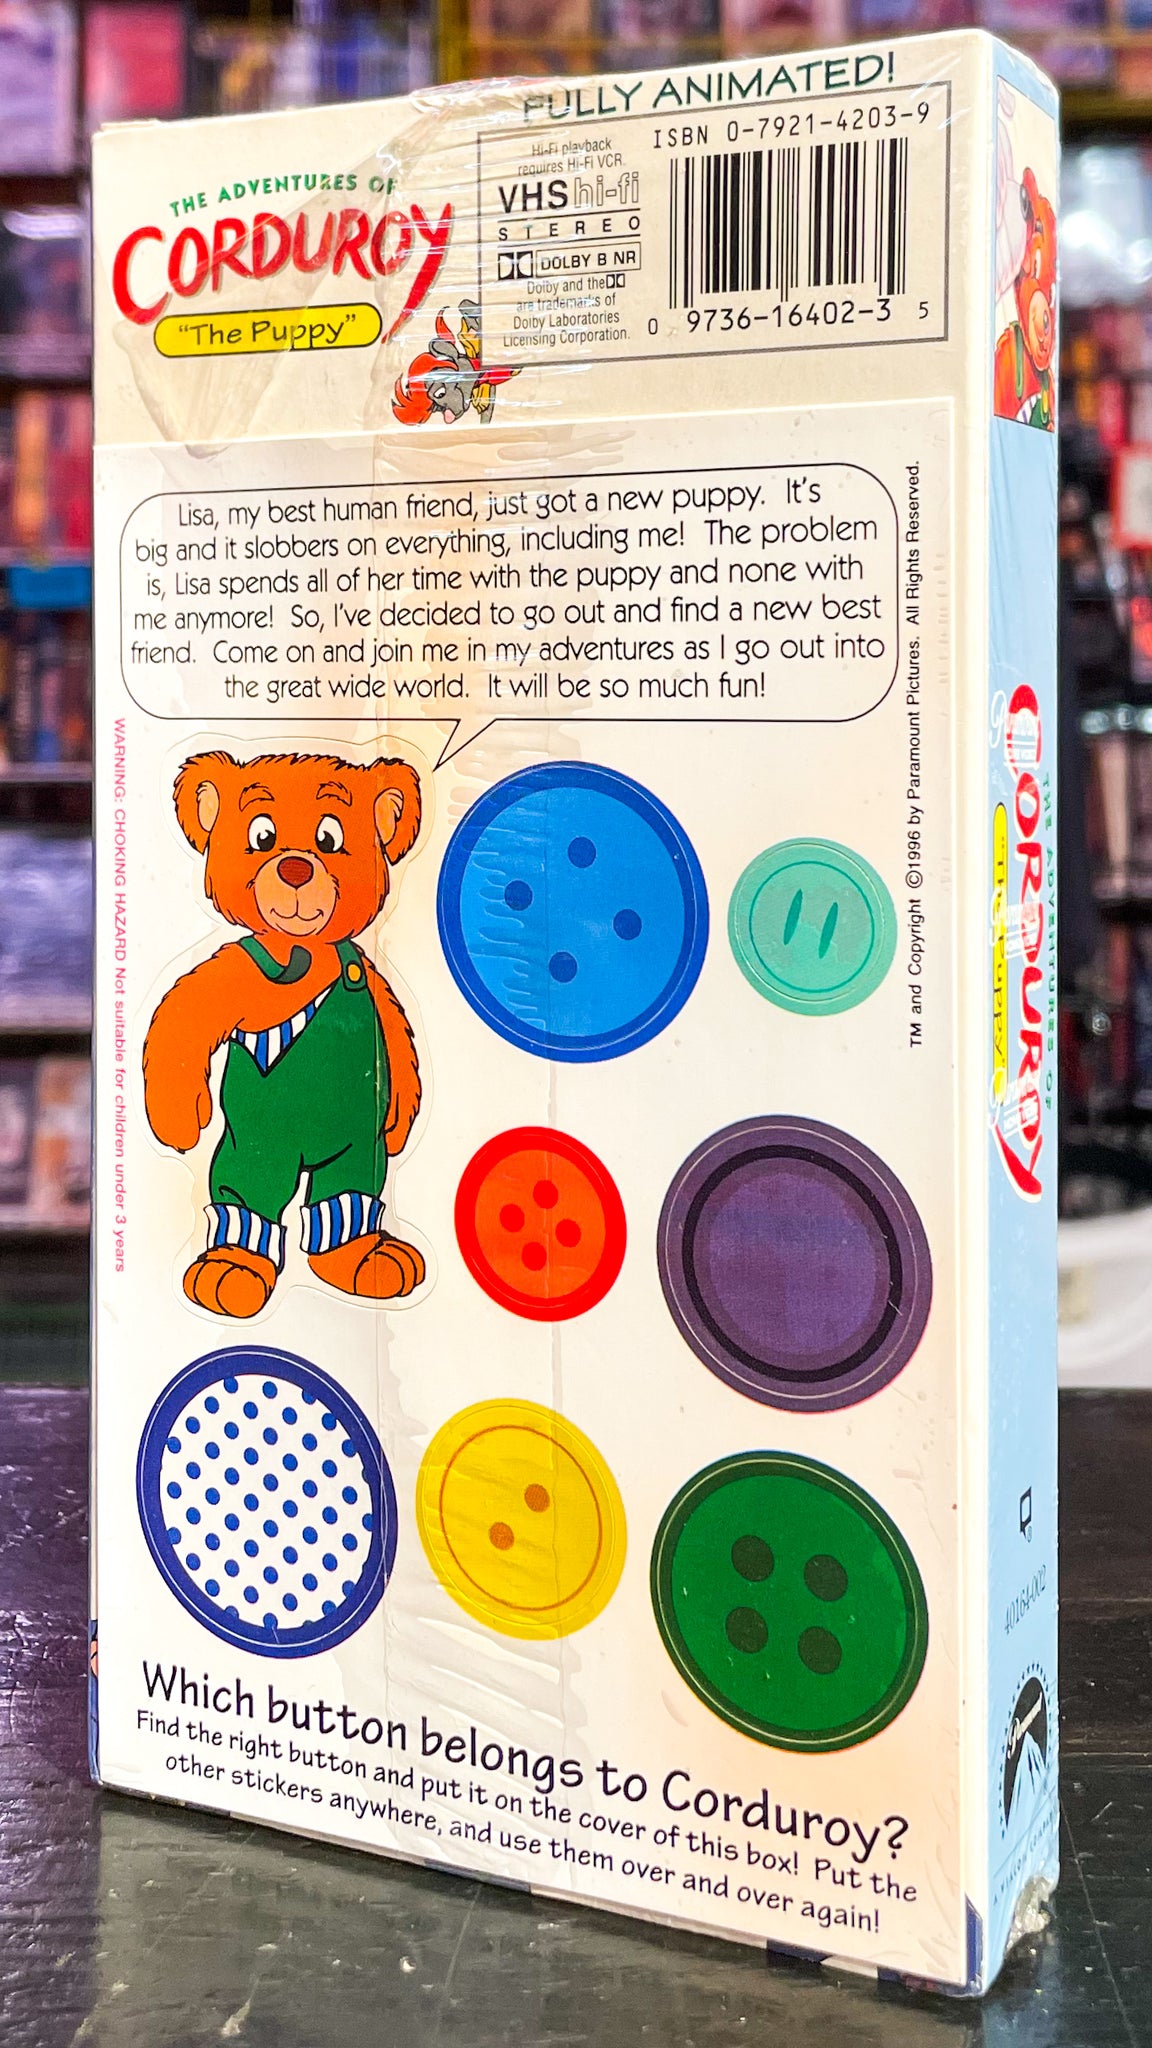 FULLY ANIMATED!
THE ADVENTURES OF
CORDUROY
"The Puppy"
Hi-Fi playback
requires Hi-Fi VCR.
VHS hi-fi
STEREO
DOLBY B NR
Dolby and the
are trademarks of
Dolby Laboratories
Licensing Corporation.
ISBN 0-7921-4203-9
0 9736-16402-3 5
Lisa, my best human friend, just got a new puppy. It's
big and it slobbers on everything, including me! The problem
is, Lisa spends all of her time with the puppy and none with
me anymore! So, I've decided to go out and find a new best
friend. Come on and join me in my adventures as I go out into
the great wide world. It will be so much fun!
TM and Copyright ©1996 by Paramount Pictures. All Rights Reserved.
WARNING: CHOKING HAZARD Not suitable for children under 3 years
Which button belongs to Corduroy?
Find the right button and put it on the cover of this box! Put the
other stickers anywhere, and use them over and over again!
THE ADVENTURES OF
CORDUROY
"The Puppy"
40164-002
Paramount